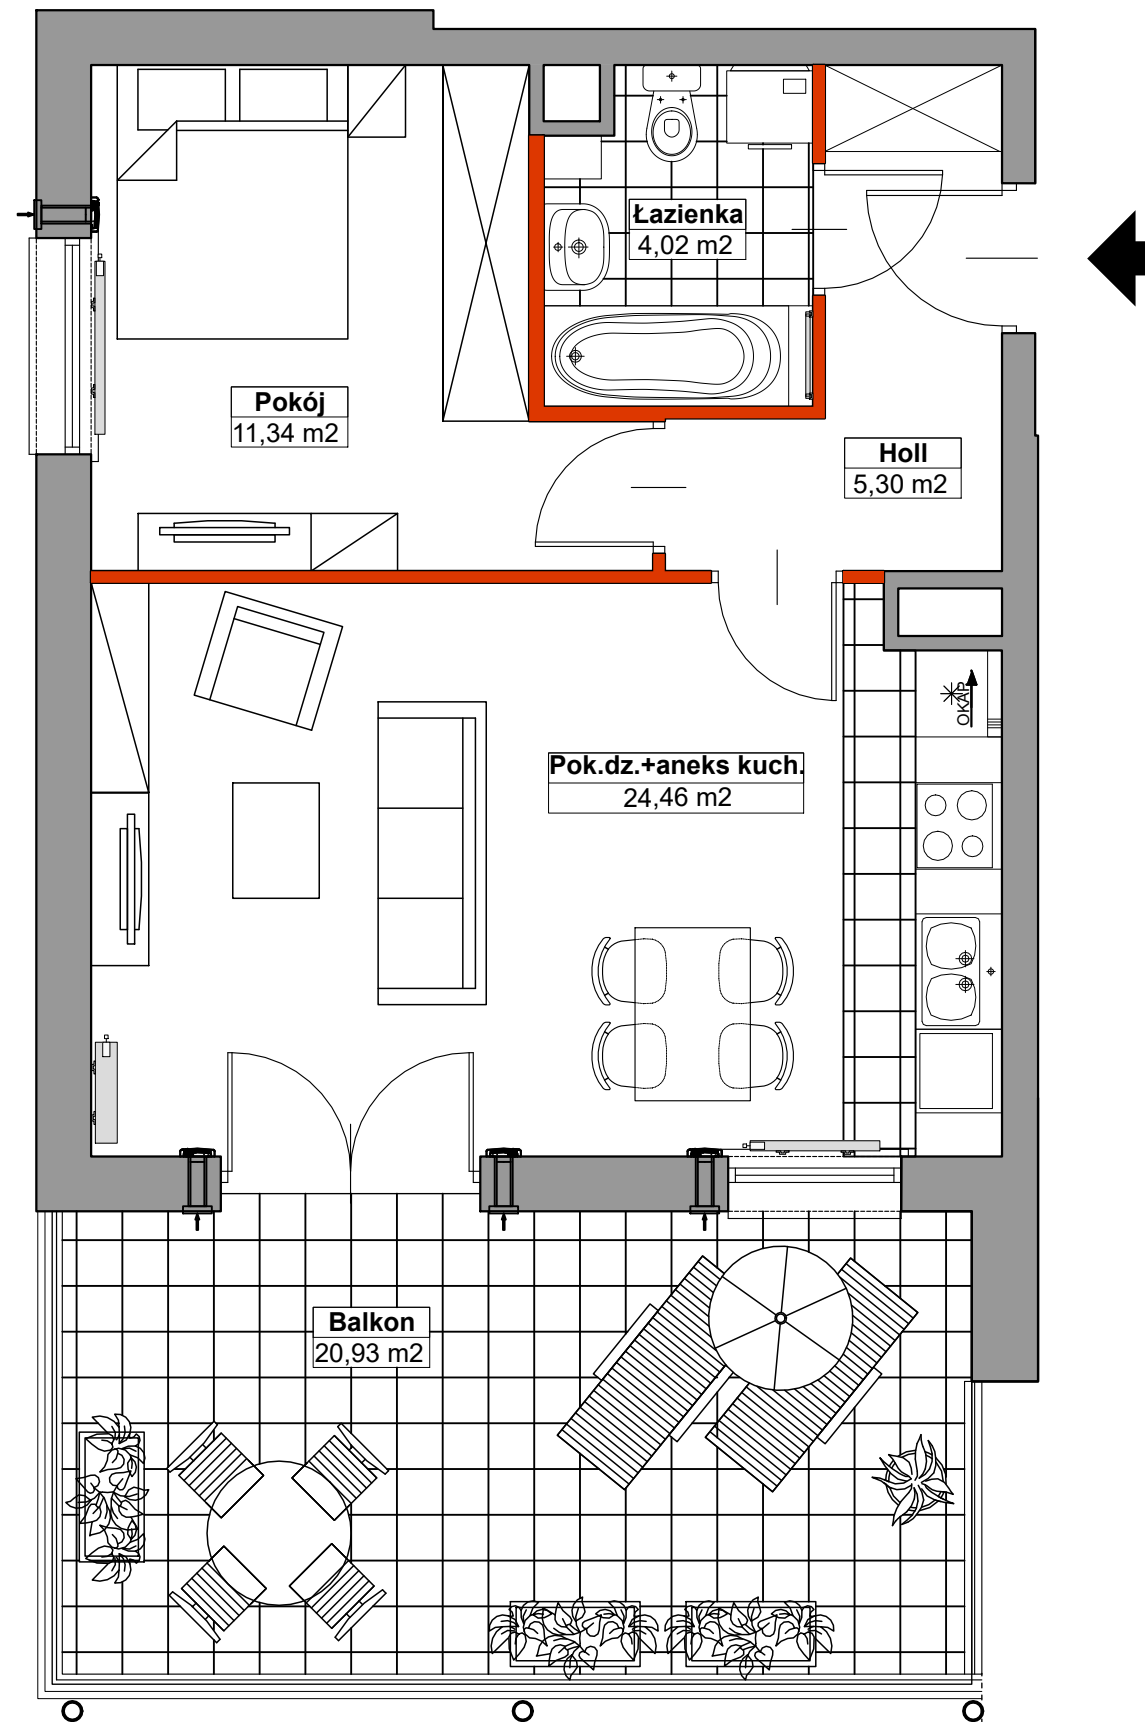 Łazienka
4,02 m2
Pokój
11,34 m2
Holl
5,30 m2
OKAP
Pok.dz.+aneks kuch.
24,46 m2
Balkon
20,93 m2